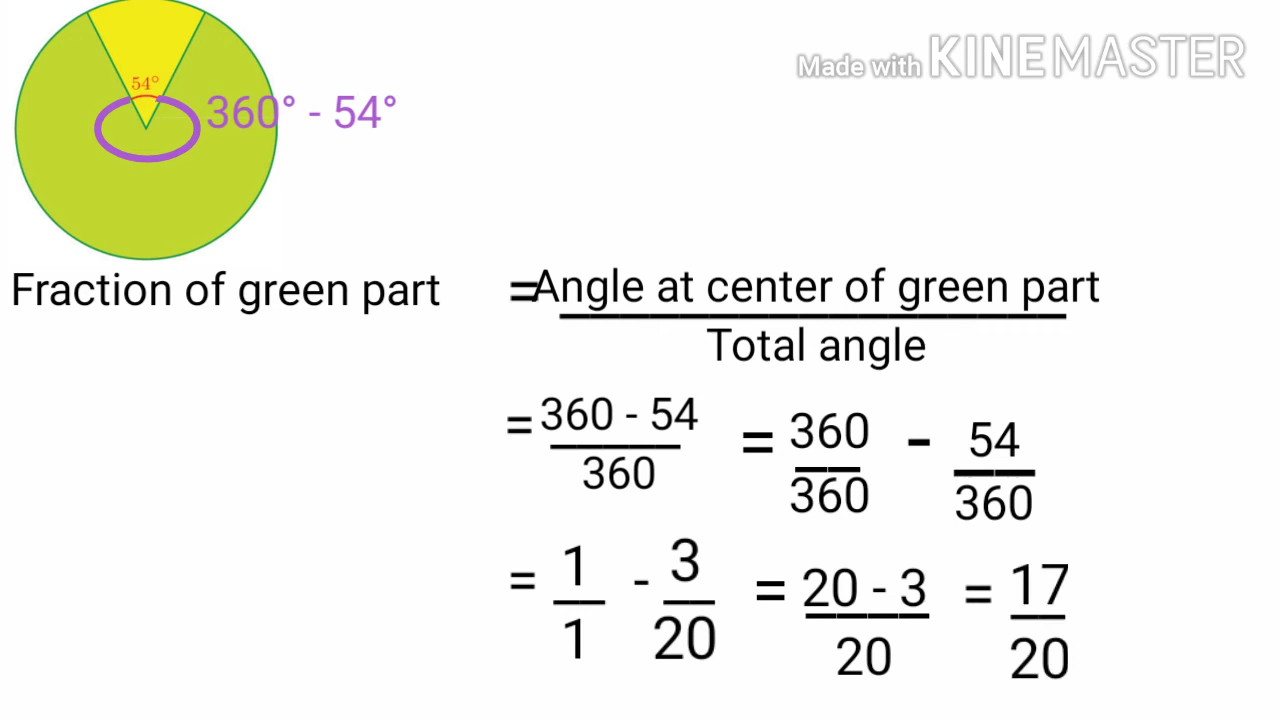 Made with KINEMASTER
54°
360° - 54°
Fraction of green part = Angle at center of green part
Total angle
= 360 - 54 = 360 - 54
360 360 360
= 1 - 3 = 20 - 3 = 17
1 20 20 20